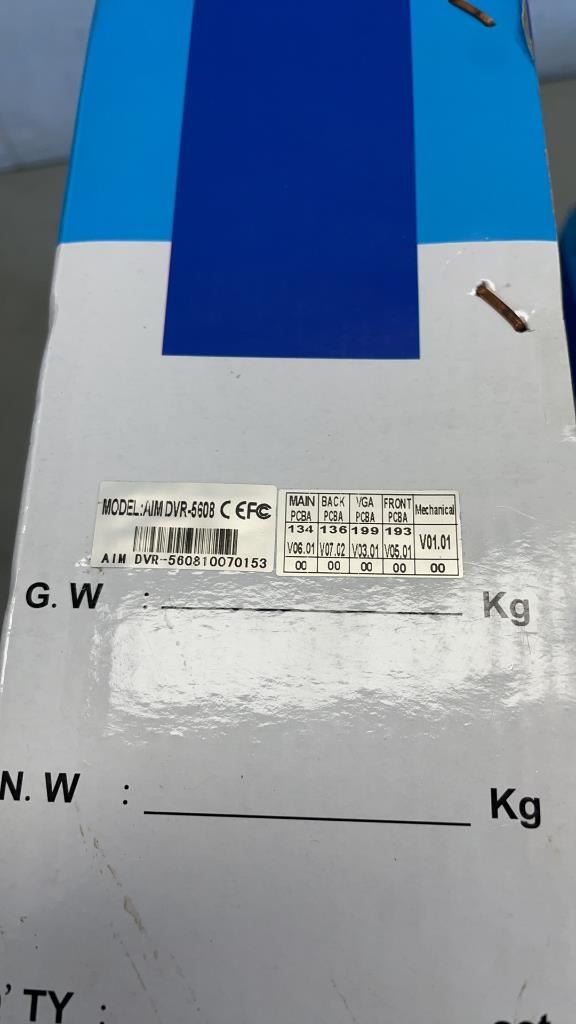 MODEL:AIM DVR-5608 CE FC
AIM DVR-560810070153
MAIN PCBA BACK PCBA VGA PCBA FRONT PCBA Mechanical
134 136 199 193
V06.01 V07.02 V03.01 V05.01 V01.01
00 00 00 00 00
G. W : Kg
N. W : Kg
' TY :